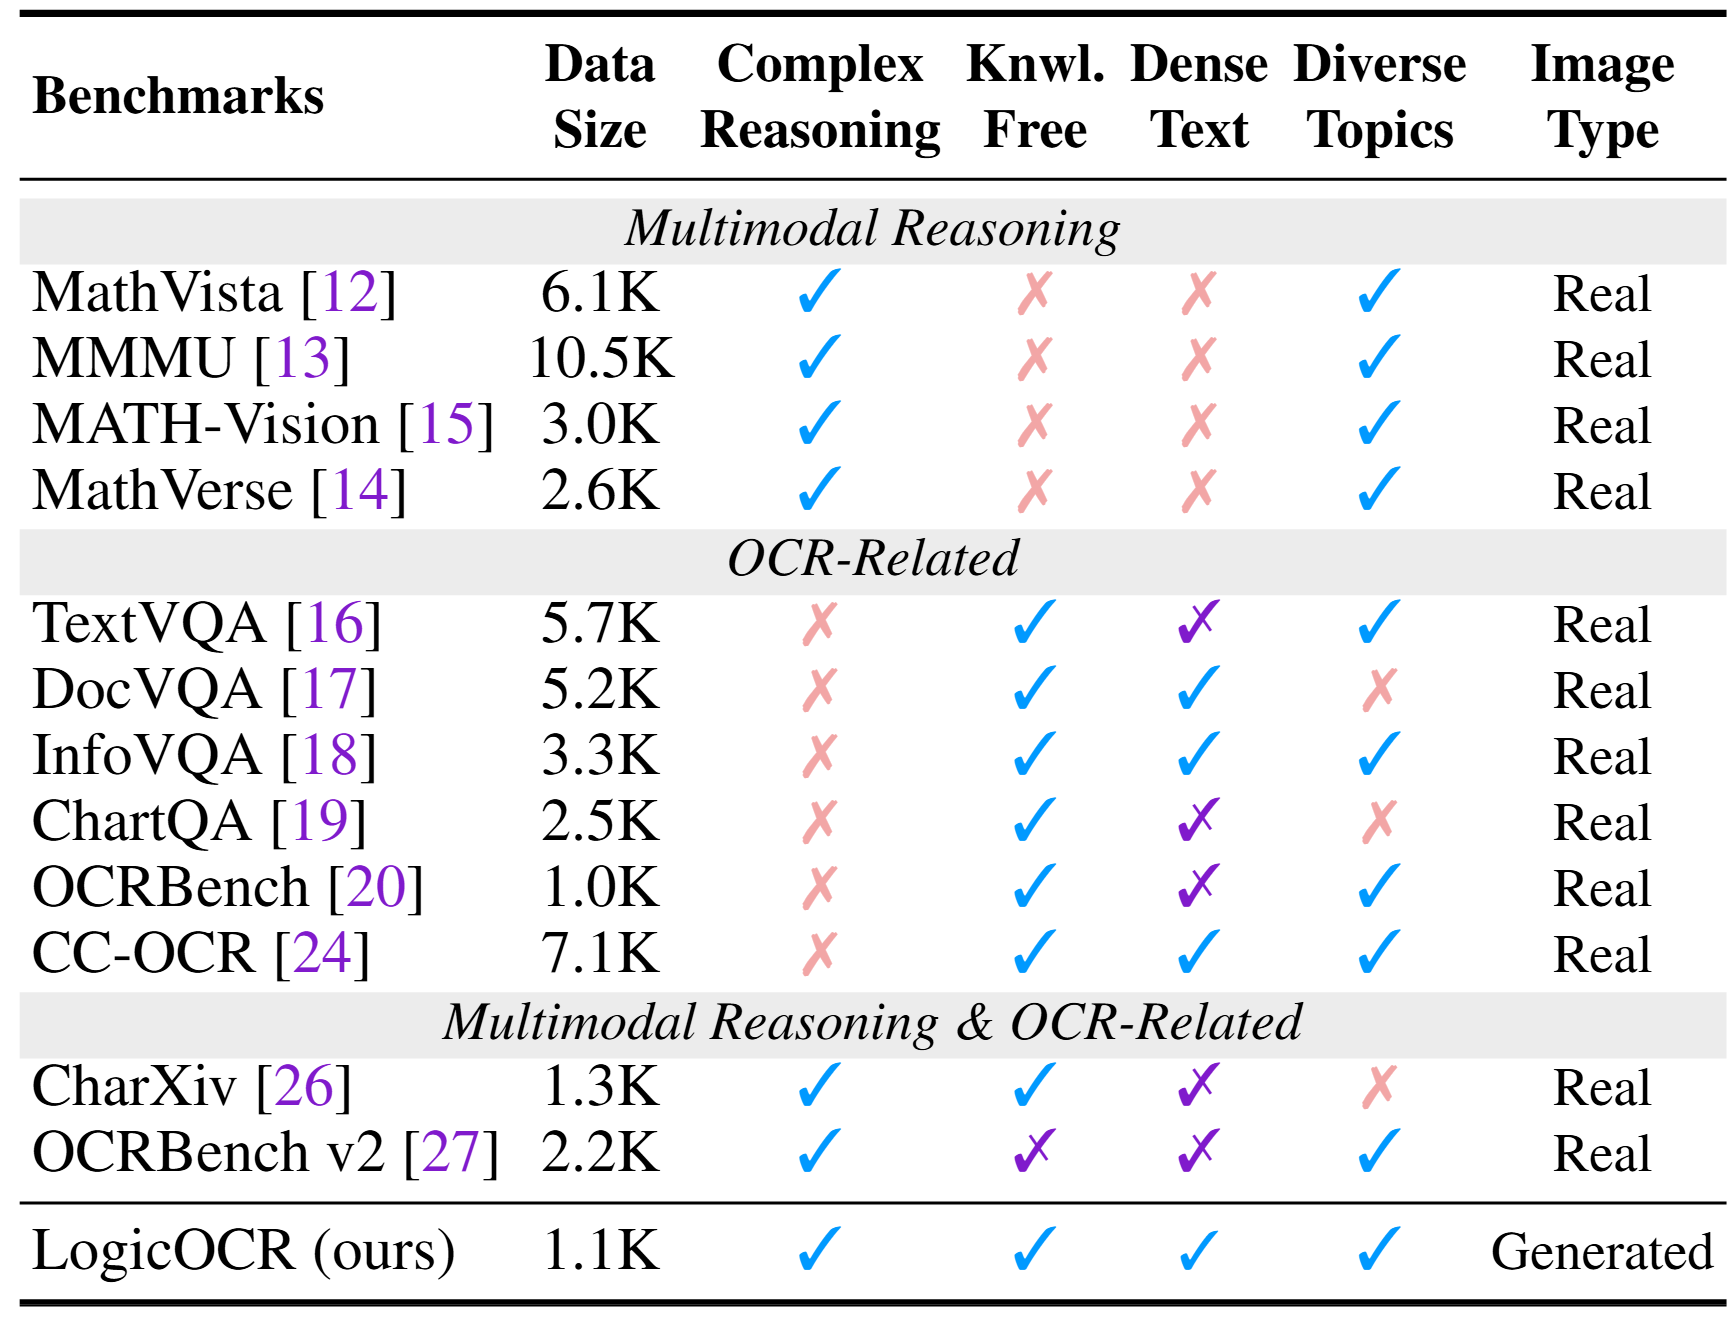 Benchmarks Data Size Complex Reasoning Knwl. Free Dense Text Diverse Topics Image Type
Multimodal Reasoning
MathVista [12] 6.1K ✓ ✗ ✗ ✓ Real
MMMU [13] 10.5K ✓ ✗ ✗ ✓ Real
MATH-Vision [15] 3.0K ✓ ✗ ✗ ✓ Real
MathVerse [14] 2.6K ✓ ✗ ✗ ✓ Real
OCR-Related
TextVQA [16] 5.7K ✗ ✓ ✓✗ ✓ Real
DocVQA [17] 5.2K ✗ ✓ ✓ ✗ Real
InfoVQA [18] 3.3K ✗ ✓ ✓ ✓ Real
ChartQA [19] 2.5K ✗ ✓ ✓✗ ✗ Real
OCRBench [20] 1.0K ✗ ✓ ✓✗ ✓ Real
CC-OCR [24] 7.1K ✗ ✓ ✓ ✓ Real
Multimodal Reasoning & OCR-Related
CharXiv [26] 1.3K ✓ ✓ ✓✗ ✗ Real
OCRBench v2 [27] 2.2K ✓ ✓✗ ✓✗ ✓ Real
LogicOCR (ours) 1.1K ✓ ✓ ✓ ✓ Generated